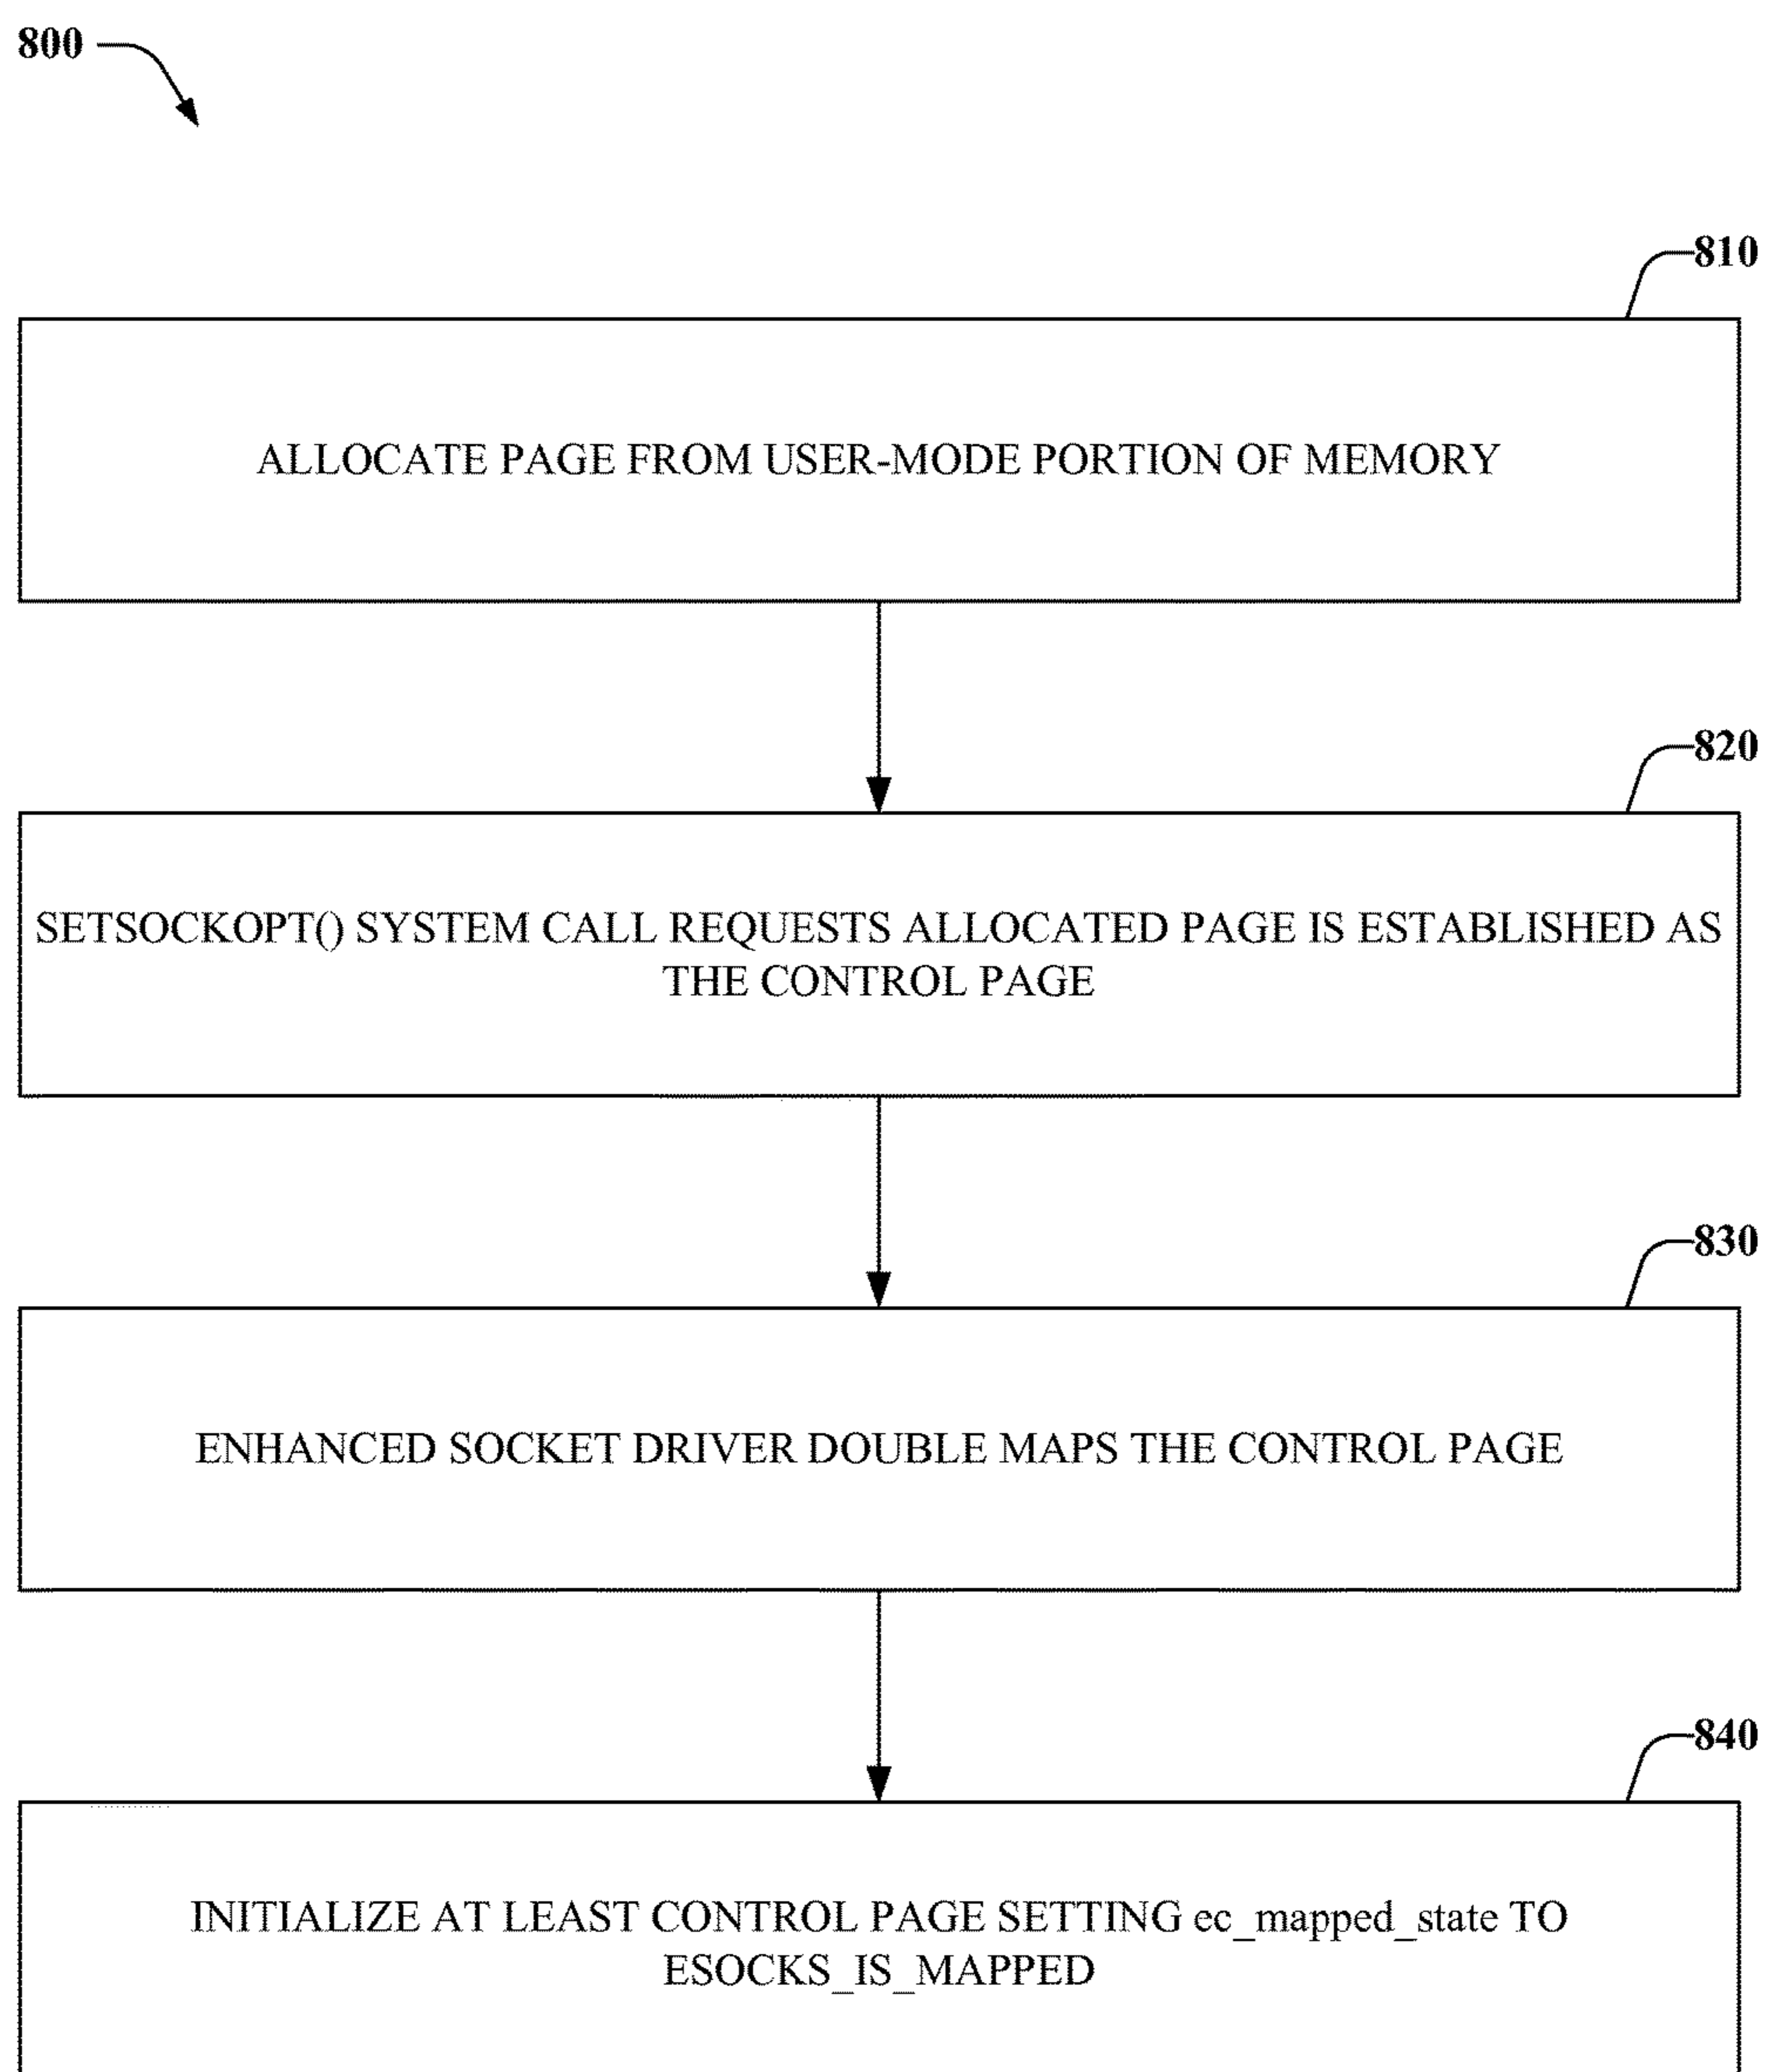 800
810
ALLOCATE PAGE FROM USER-MODE PORTION OF MEMORY
820
SETSOCKOPT() SYSTEM CALL REQUESTS ALLOCATED PAGE IS ESTABLISHED AS
THE CONTROL PAGE
830
ENHANCED SOCKET DRIVER DOUBLE MAPS THE CONTROL PAGE
840
INITIALIZE AT LEAST CONTROL PAGE SETTING ec_mapped_state TO
ESOCKS_IS_MAPPED